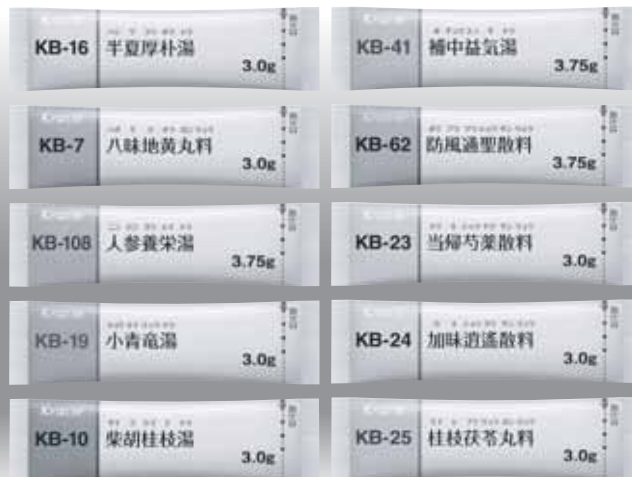 KB-16 半夏厚朴湯 3.0g
KB-7 八味地黄丸料 3.0g
KB-108 人参養栄湯 3.75g
KB-19 小青竜湯 3.0g
KB-10 柴胡桂枝湯 3.0g
KB-41 補中益気湯 3.75g
KB-62 防風通聖散料 3.75g
KB-23 当帰芍薬散料 3.0g
KB-24 加味逍遙散料 3.0g
KB-25 桂枝茯苓丸料 3.0g